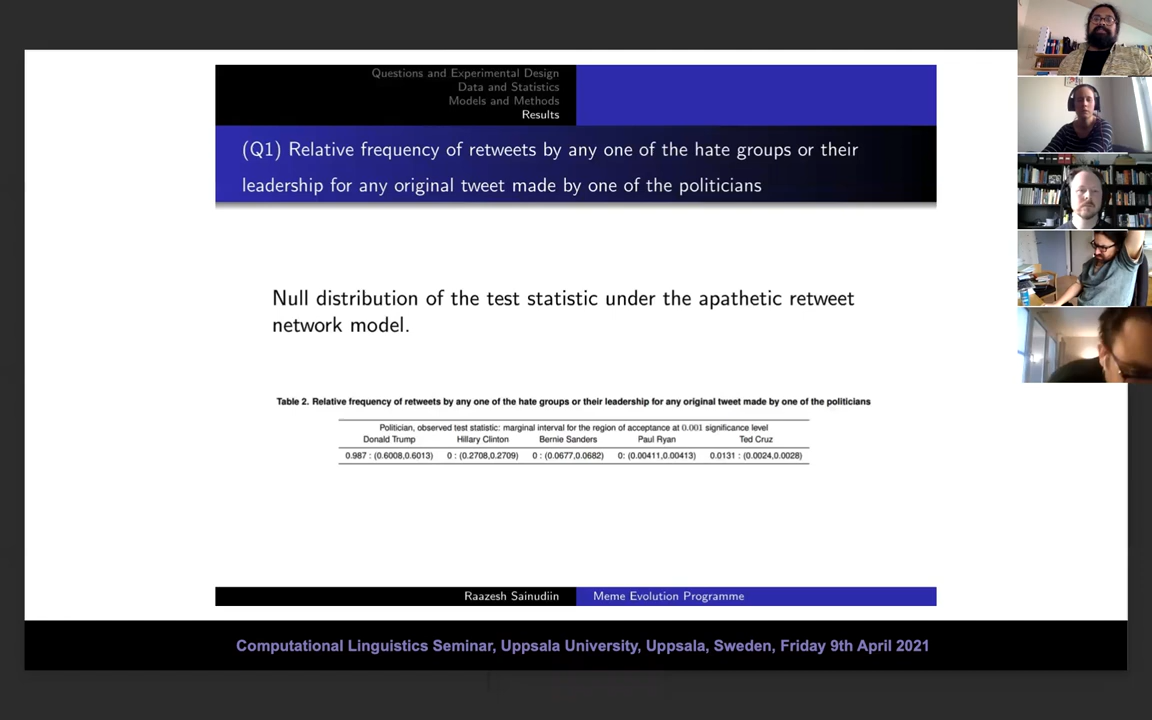 Questions and Experimental Design
Data and Statistics
Models and Methods
Results
(Q1) Relative frequency of retweets by any one of the hate groups or their
leadership for any original tweet made by one of the politicians
Null distribution of the test statistic under the apathetic retweet
network model.
Table 2. Relative frequency of retweets by any one of the hate groups or their leadership for any original tweet made by one of the politicians
Politician, observed test statistic: marginal interval for the region of acceptance at 0.001 significance level
Donald Trump Hillary Clinton Bernie Sanders Paul Ryan Ted Cruz
0.987 : (0.6008,0.6013) 0 : (0.2708,0.2709) 0 : (0.0677,0.0682) 0: (0.00411,0.00413) 0.0131 : (0.0024,0.0028)
Raazesh Sainudiin Meme Evolution Programme
Computational Linguistics Seminar, Uppsala University, Uppsala, Sweden, Friday 9th April 2021